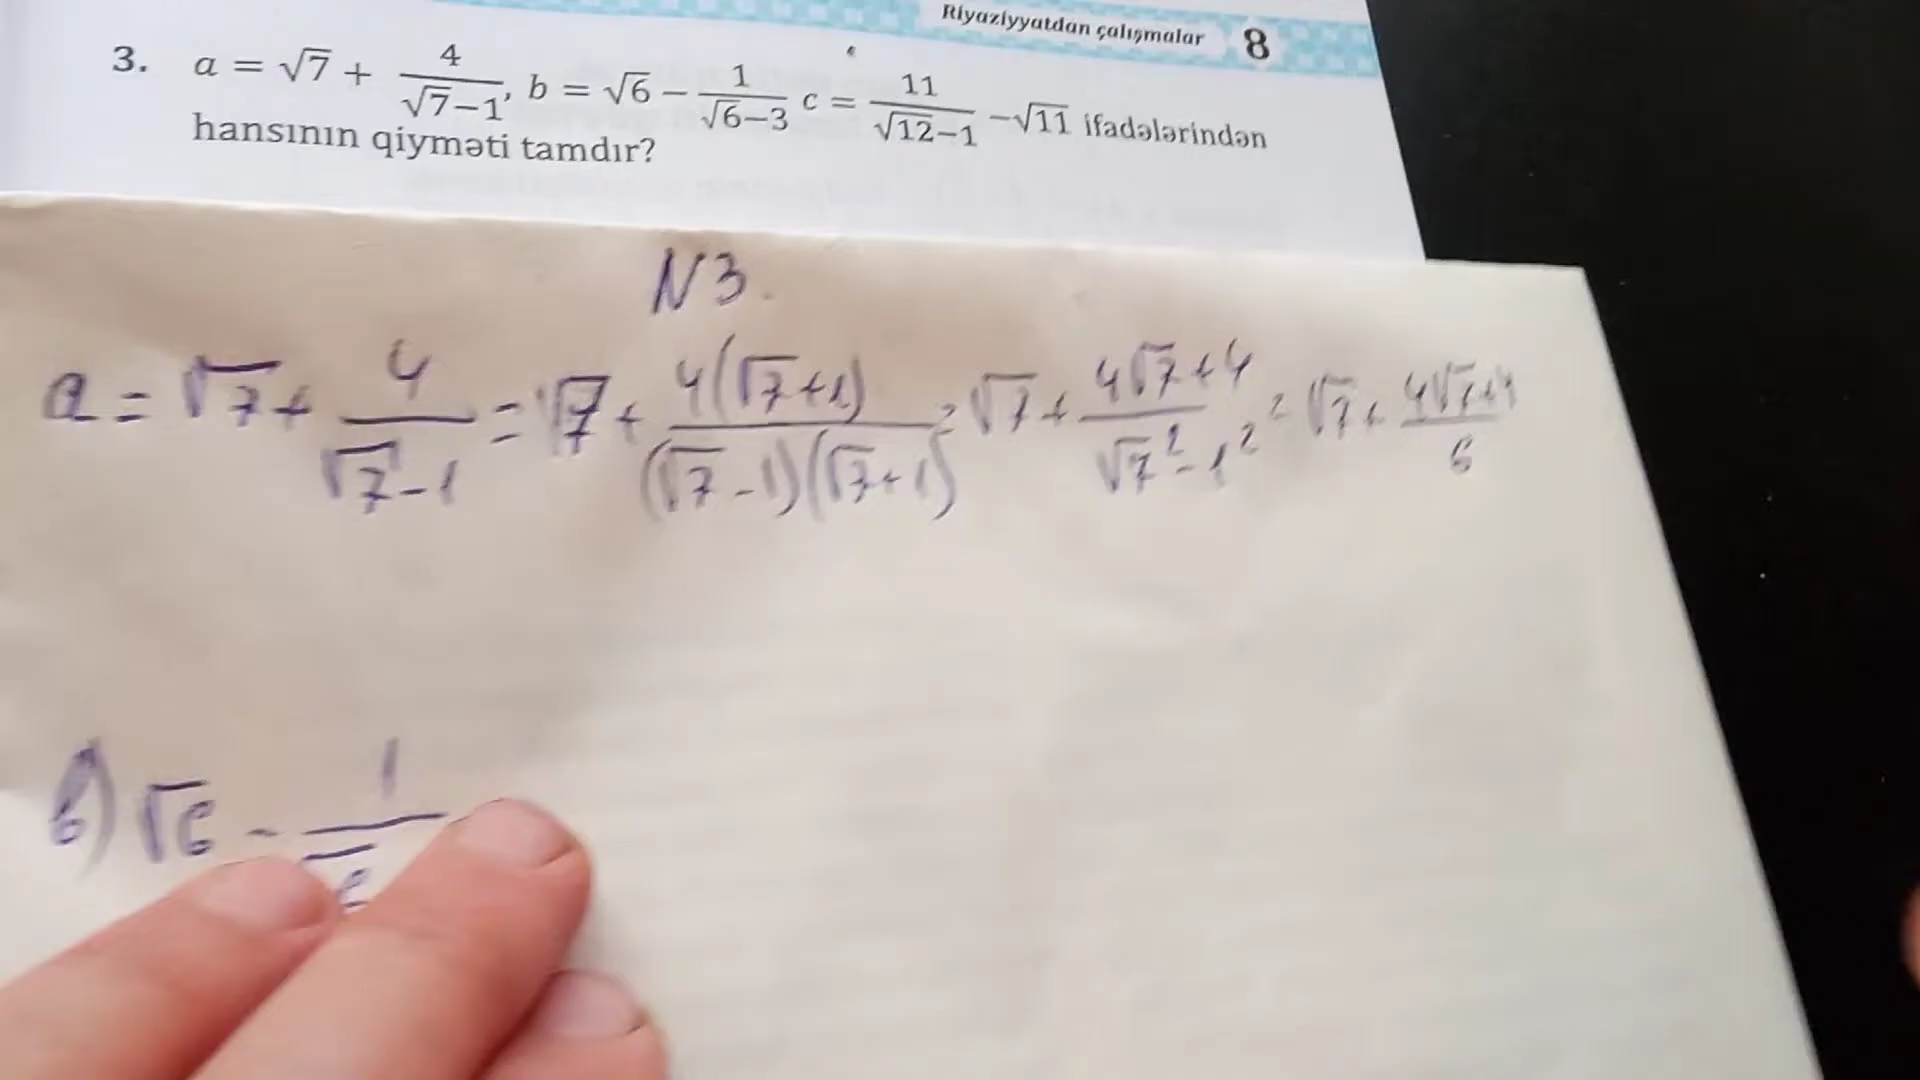 Riyaziyyatdan çalışmalar 8
3. a = √7 + 4/(√7−1), b = √6 − 1/(√6−3) c = 11/(√12−1) −√11 ifadələrindən
hansının qiyməti tamdır?
N3.
a = √7 + 4/(√7−1) = √7 + 4(√7+1)/((√7−1)(√7+1)) = √7 + (4√7+4)/(√7²−1²) = √7 + (4√7+4)/6
в) √6 − 1/√6